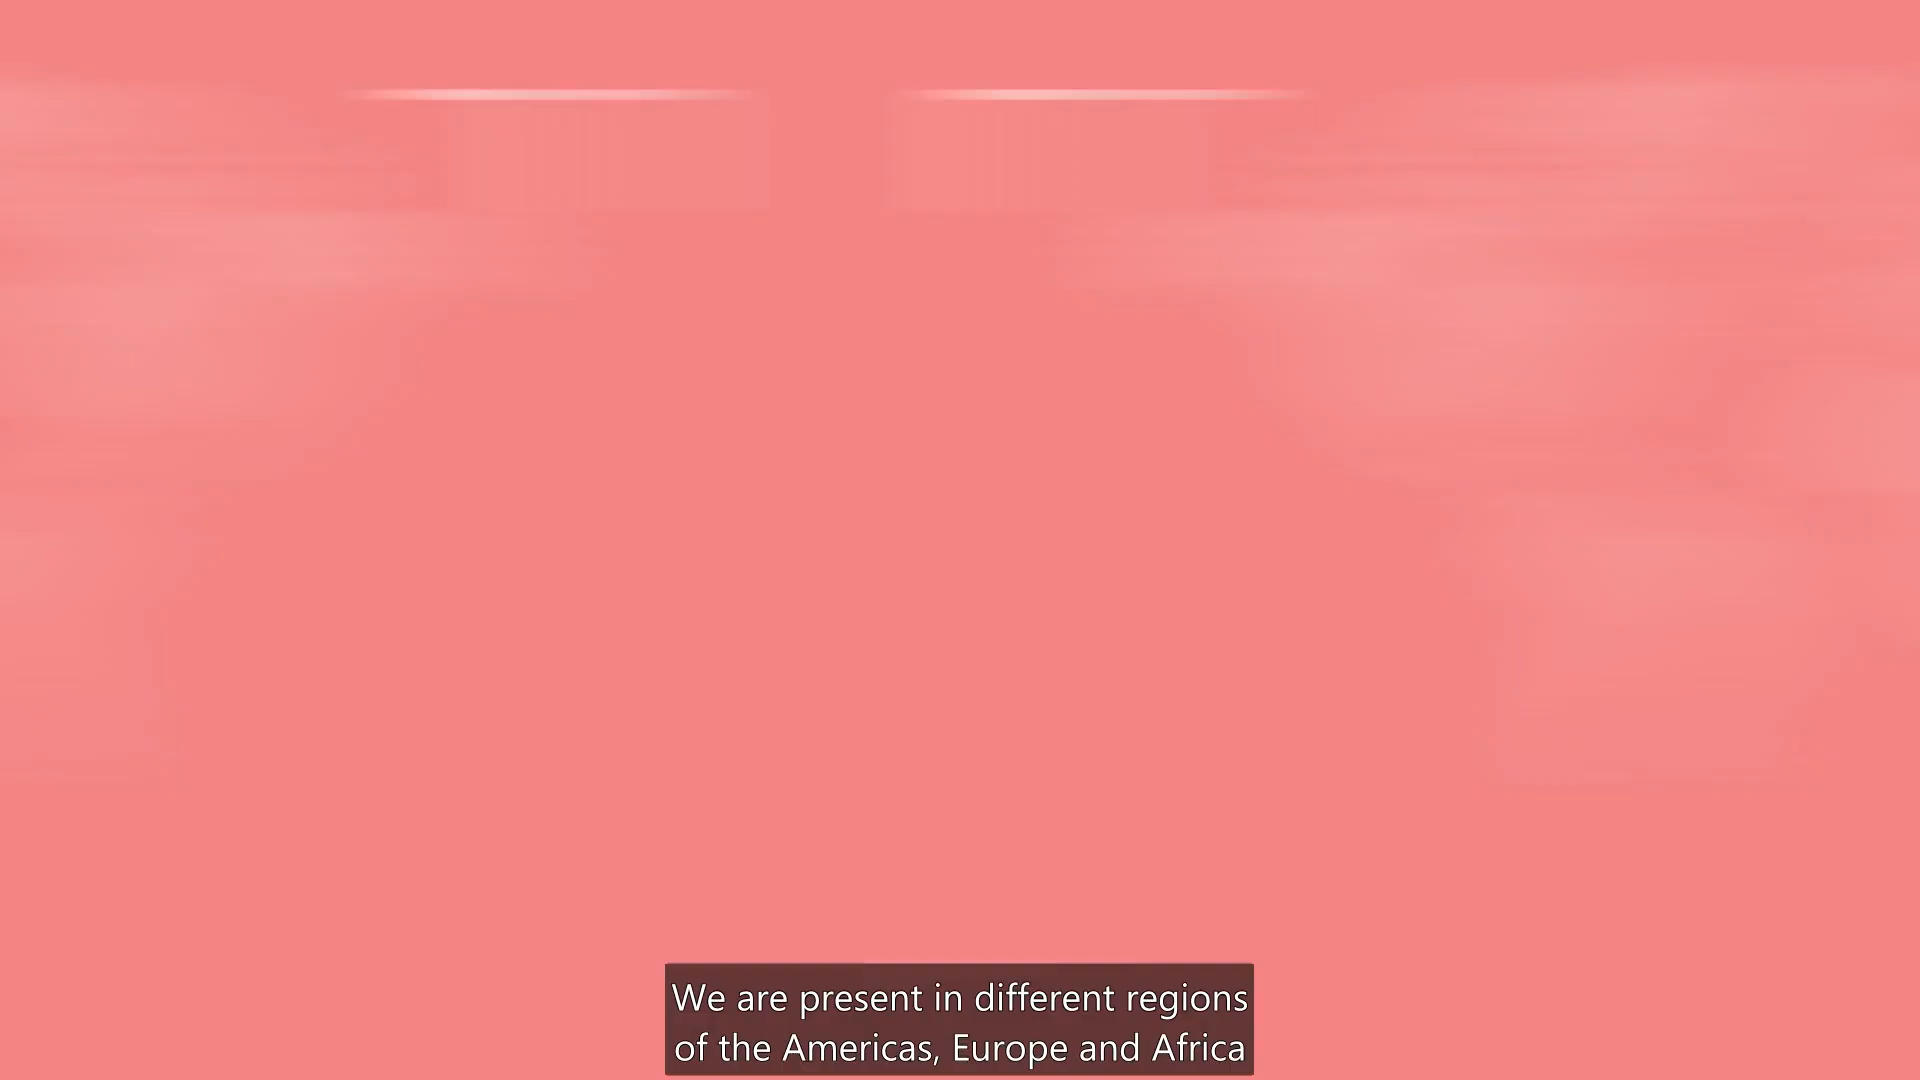 We are present in different regions
of the Americas, Europe and Africa